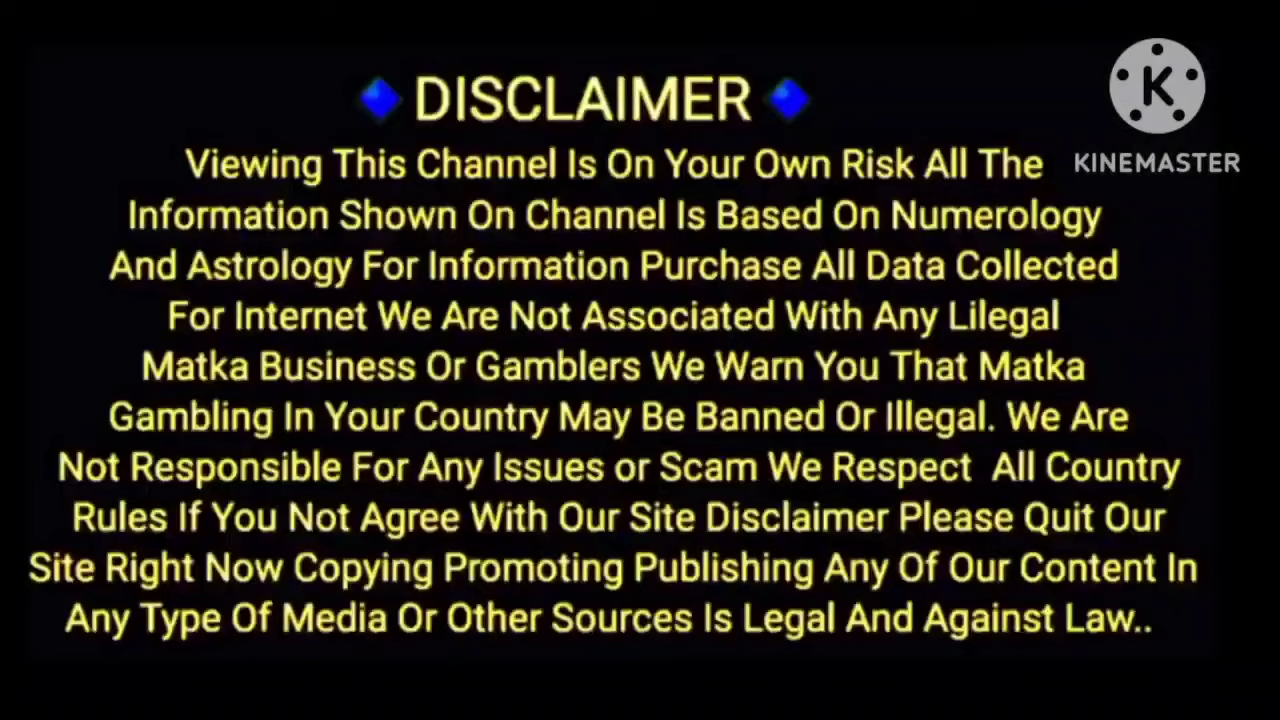 DISCLAIMER
KINEMASTER
Viewing This Channel Is On Your Own Risk All The
Information Shown On Channel Is Based On Numerology
And Astrology For Information Purchase All Data Collected
For Internet We Are Not Associated With Any Lilegal
Matka Business Or Gamblers We Warn You That Matka
Gambling In Your Country May Be Banned Or Illegal. We Are
Not Responsible For Any Issues or Scam We Respect  All Country
Rules If You Not Agree With Our Site Disclaimer Please Quit Our
Site Right Now Copying Promoting Publishing Any Of Our Content In
Any Type Of Media Or Other Sources Is Legal And Against Law..